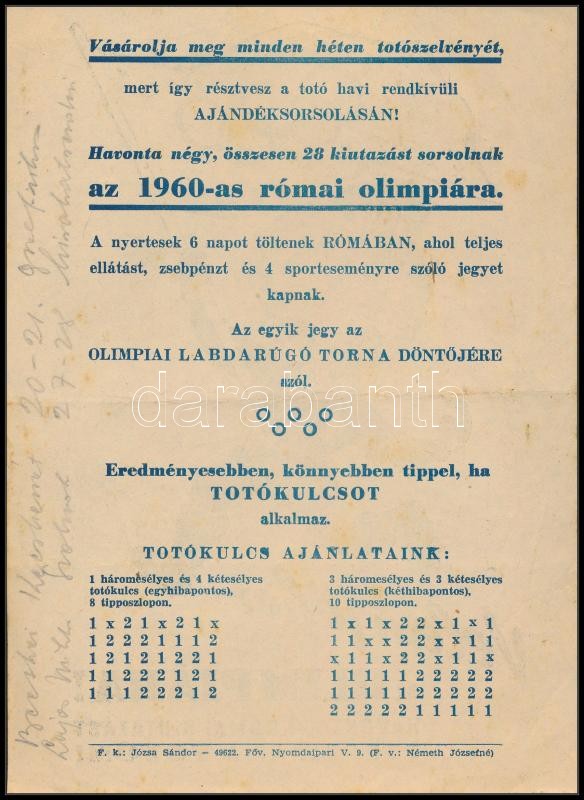 Vásárolja meg minden héten totószelvényét,
mert így résztvesz a totó havi rendkívüli
AJÁNDÉKSORSOLÁSÁN!
Havonta négy, összesen 28 kiutazást sorsolnak
az 1960-as római olimpiára.
A nyertesek 6 napot töltenek RÓMÁBAN, ahol teljes
ellátást, zsebpénzt és 4 sporteseményre szóló jegyet
kapnak.
Az egyik jegy az
OLIMPIAI LABDARÚGÓ TORNA DÖNTŐJÉRE
szól.
darabanth
Eredményesebben, könnyebben tippel, ha
TOTÓKULCSOT
alkalmaz.
TOTÓKULCS AJÁNLATAINK:
1 háromesélyes és 4 kétesélyes
totókulcs (egyhibapontos),
8 tipposzlopon.
1 x 2 1 x 2 1 x
1 2 2 2 1 1 1 2
1 2 1 2 1 2 2 1
1 1 2 2 2 1 2 1
1 1 1 1 2 2 1 2
3 háromesélyes és 3 kétesélyes
totókulcs (kéthibapontos),
10 tipposzlopon.
1 x 1 x 2 2 x 1 x 1
1 x x 1 2 2 x x 1 1
x 1 1 x 2 2 x 1 1 x
1 1 1 1 1 2 2 2 2 2
1 1 1 1 1 2 2 2 2 2
2 2 2 2 2 1 1 1 1 1
F. k.: Józsa Sándor — 49622. Főv. Nyomdaipari V. 9. (F. v.: Németh Józsefné)
20-21.
27-28